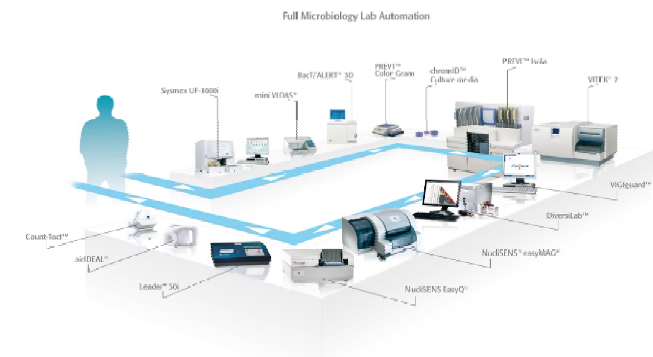 Full Microbiology Lab Automation
PREVI™ Isola
PREVI™
Color Gram
chromID™
Culture media
BacT/ALERT® 3D
VITEK® 2
Sysmex UF-1000i
mini VIDAS®
VIGIguard™
DiversiLab™
Count-Tact™
airIDEAL®
NucliSENS® easyMAG®
Leader® 50i
NucliSENS EasyQ®